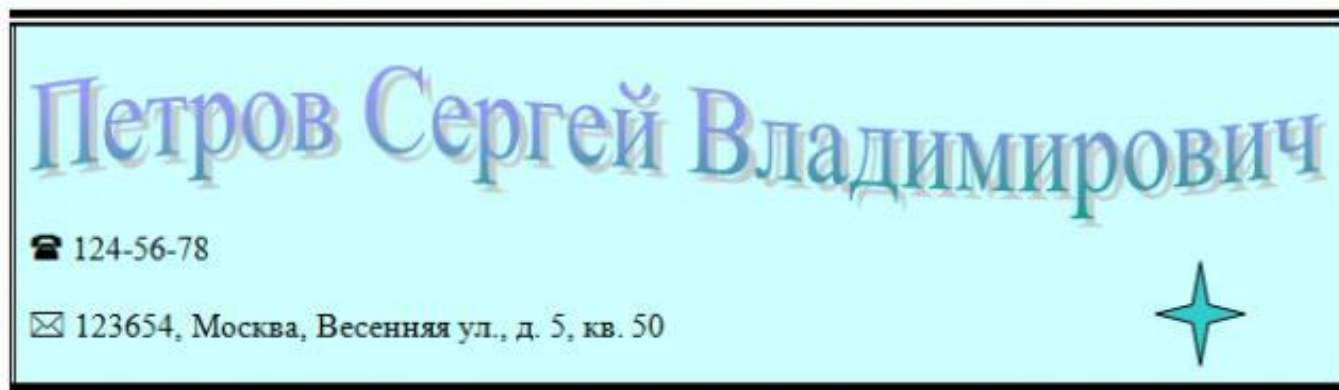 Петров Сергей Владимирович
☎ 124-56-78
✉ 123654, Москва, Весенняя ул., д. 5, кв. 50